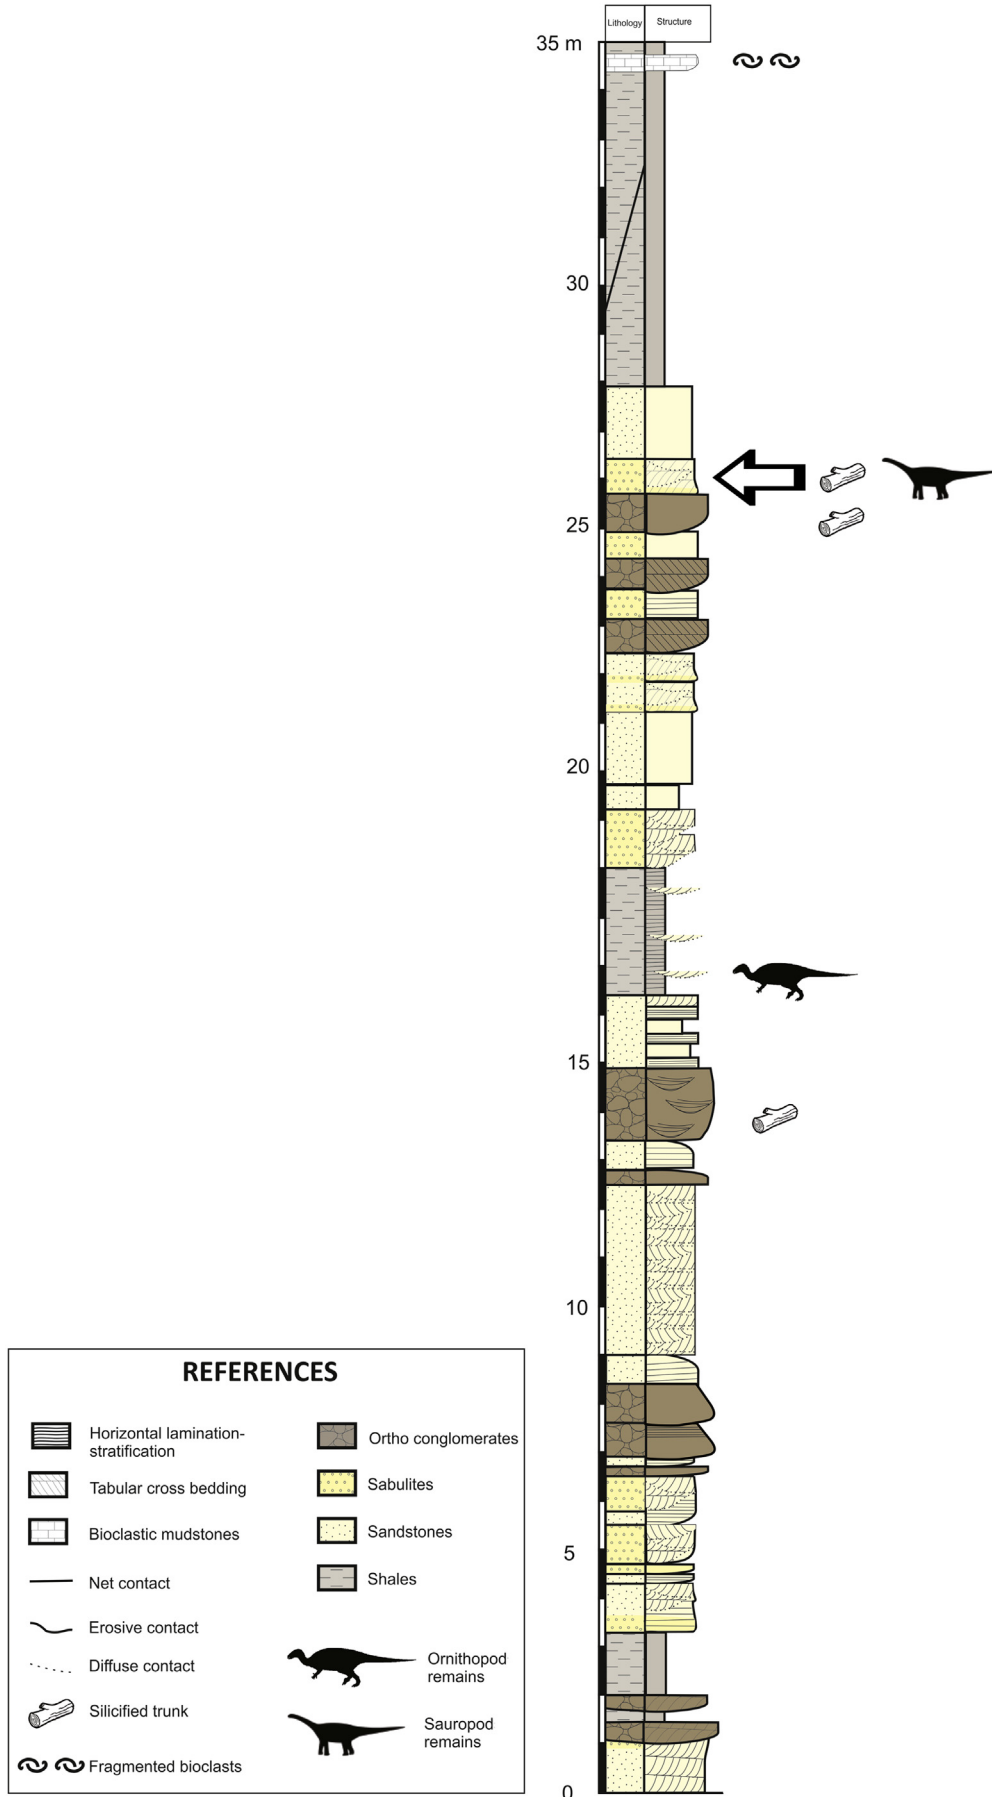 Lithology Structure
35 m
30
25
20
15
10
5
0
REFERENCES
Horizontal lamination-
stratification
Tabular cross bedding
Bioclastic mudstones
Net contact
Erosive contact
Diffuse contact
Silicified trunk
Fragmented bioclasts
Ortho conglomerates
Sabulites
Sandstones
Shales
Ornithopod
remains
Sauropod
remains